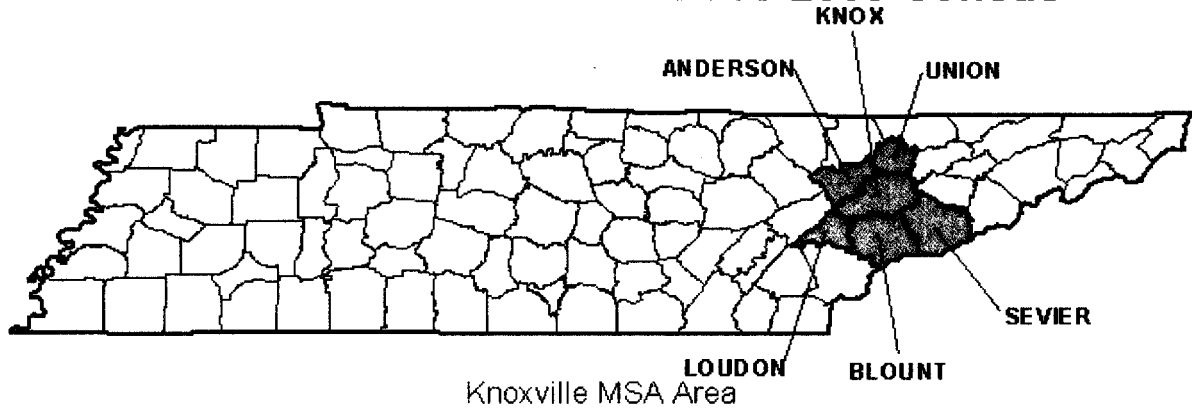 KNOX
ANDERSON
UNION
SEVIER
LOUDON
BLOUNT
Knoxville MSA Area